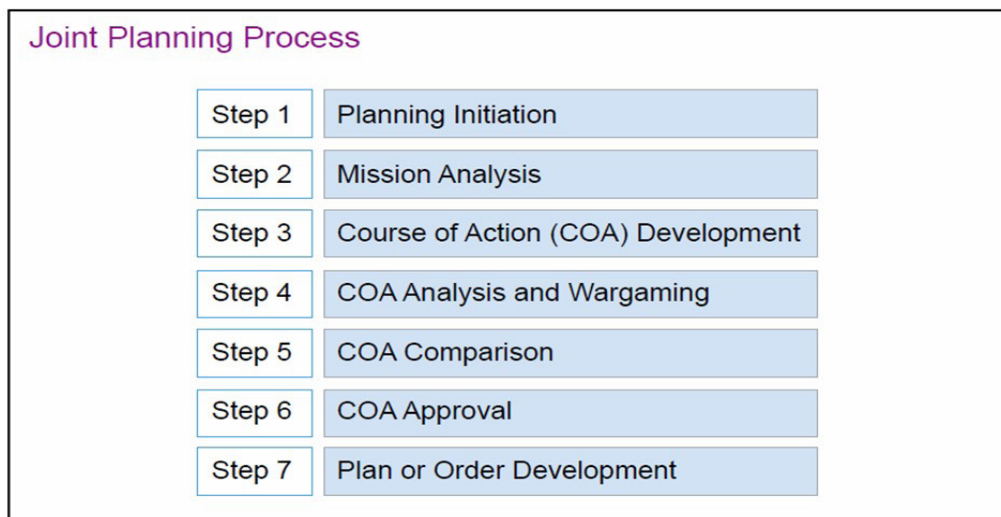 Joint Planning Process
Step 1 Planning Initiation
Step 2 Mission Analysis
Step 3 Course of Action (COA) Development
Step 4 COA Analysis and Wargaming
Step 5 COA Comparison
Step 6 COA Approval
Step 7 Plan or Order Development